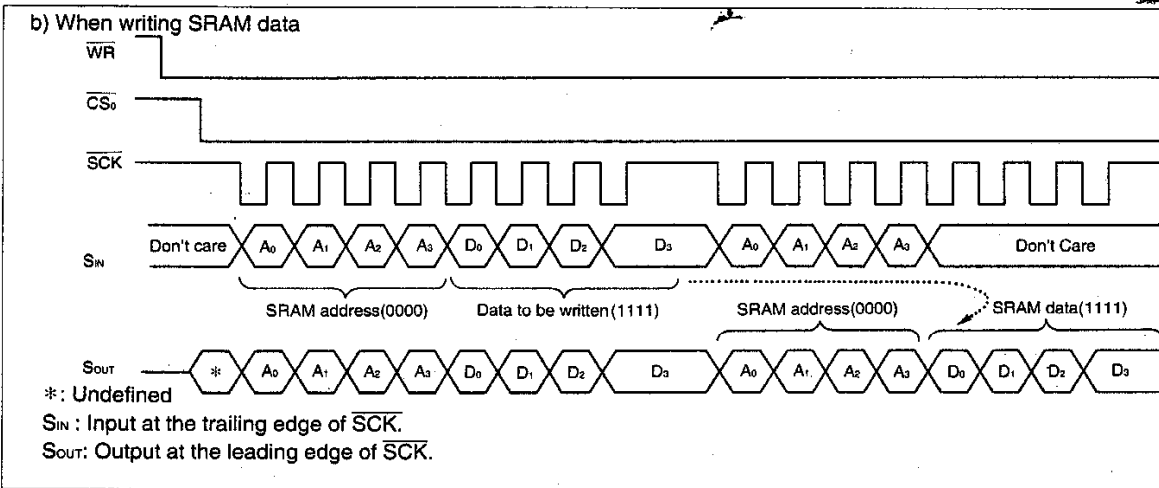 b) When writing SRAM data
WR
CS₀
SCK
SIN Don't care A₀ A₁ A₂ A₃ D₀ D₁ D₂ D₃ A₀ A₁ A₂ A₃ Don't Care
SRAM address(0000) Data to be written(1111) SRAM address(0000) SRAM data(1111)
SOUT * A₀ A₁ A₂ A₃ D₀ D₁ D₂ D₃ A₀ A₁ A₂ A₃ D₀ D₁ D₂ D₃
*: Undefined
SIN : Input at the trailing edge of SCK.
SOUT: Output at the leading edge of SCK.